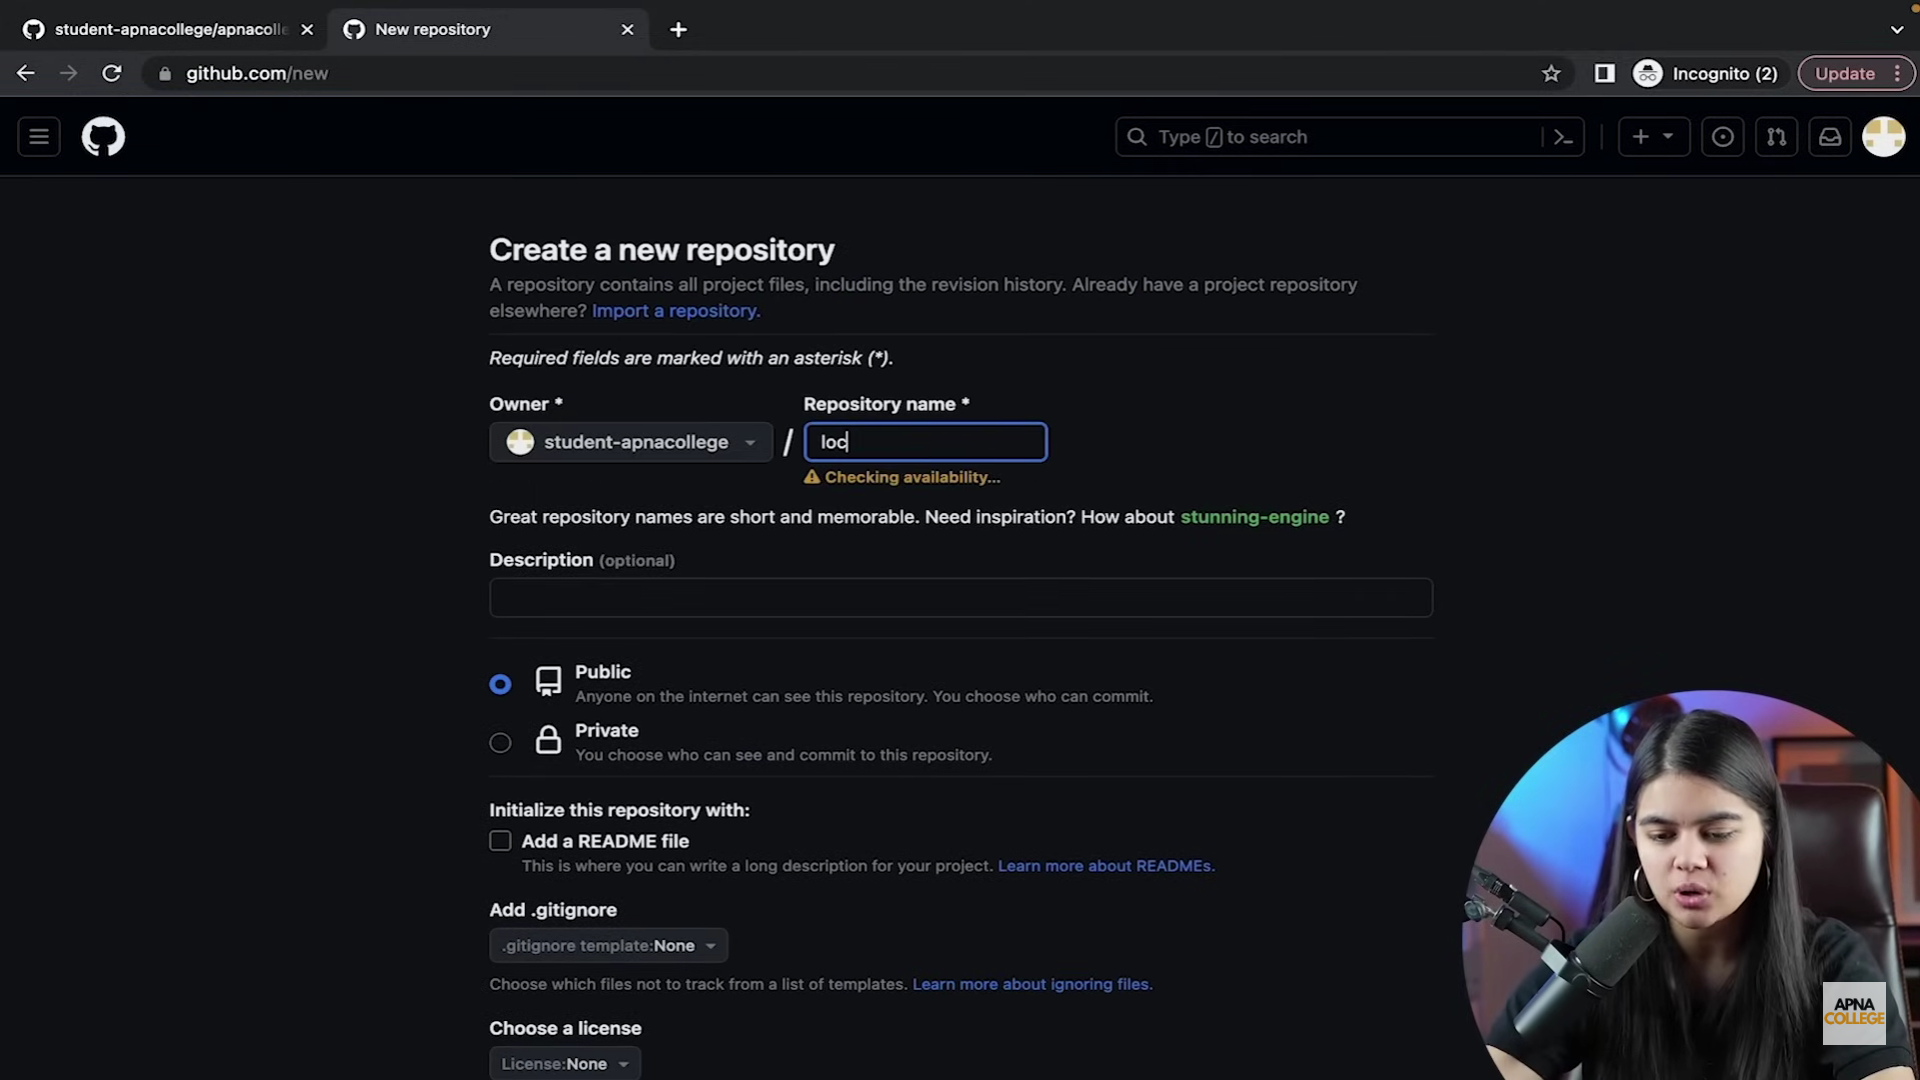 student-apnacollege/apnacolle
New repository
github.com/new
Incognito (2)
Update
Type / to search
Create a new repository
A repository contains all project files, including the revision history. Already have a project repository
elsewhere? Import a repository.
Required fields are marked with an asterisk (*).
Owner *
Repository name *
student-apnacollege
/
loc
Checking availability...
Great repository names are short and memorable. Need inspiration? How about stunning-engine ?
Description (optional)
Public
Anyone on the internet can see this repository. You choose who can commit.
Private
You choose who can see and commit to this repository.
Initialize this repository with:
Add a README file
This is where you can write a long description for your project. Learn more about READMEs.
Add .gitignore
.gitignore template:None
Choose which files not to track from a list of templates. Learn more about ignoring files.
Choose a license
License:None
APNA
COLLEGE